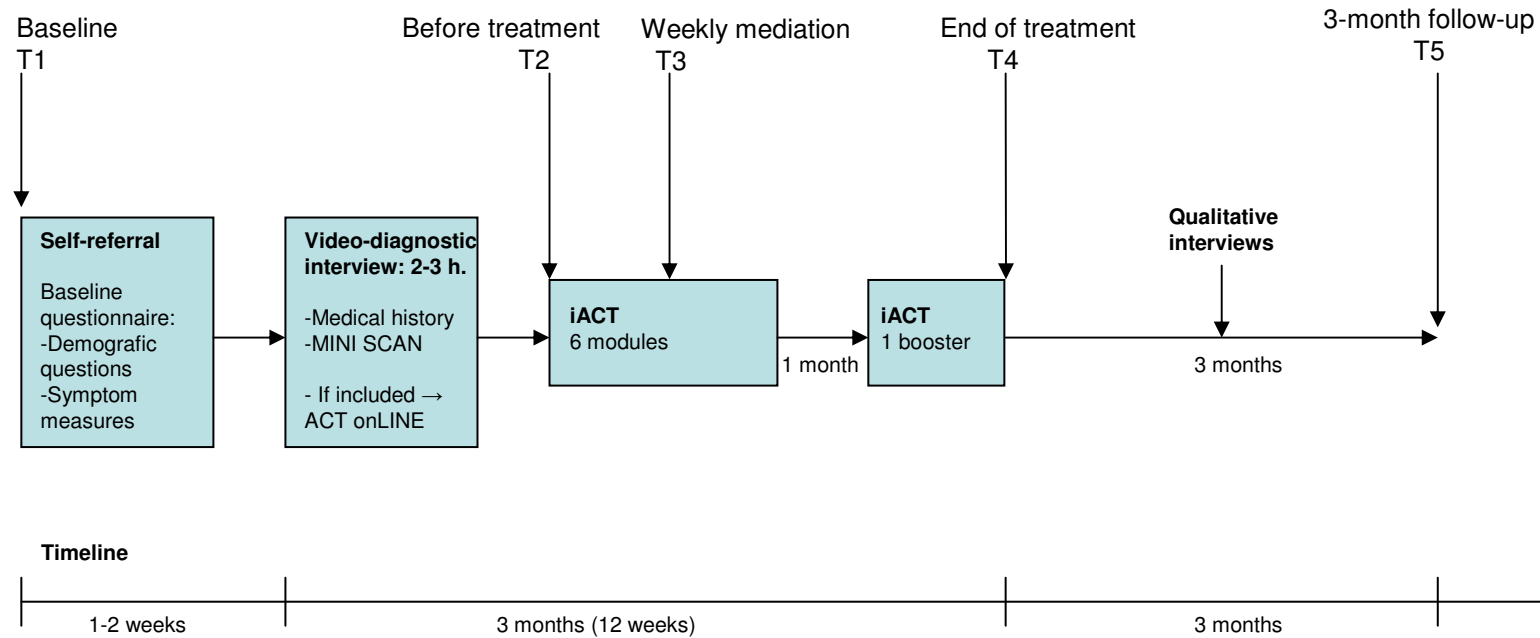 Baseline
T1
Before treatment
T2
Weekly mediation
T3
End of treatment
T4
3-month follow-up
T5
Self-referral
Baseline
questionnaire:
-Demografic
questions
-Symptom
measures
Video-diagnostic
interview: 2-3 h.
-Medical history
-MINI SCAN
- If included →
ACT onLINE
iACT
6 modules
1 month
iACT
1 booster
Qualitative
interviews
3 months
Timeline
1-2 weeks
3 months (12 weeks)
3 months